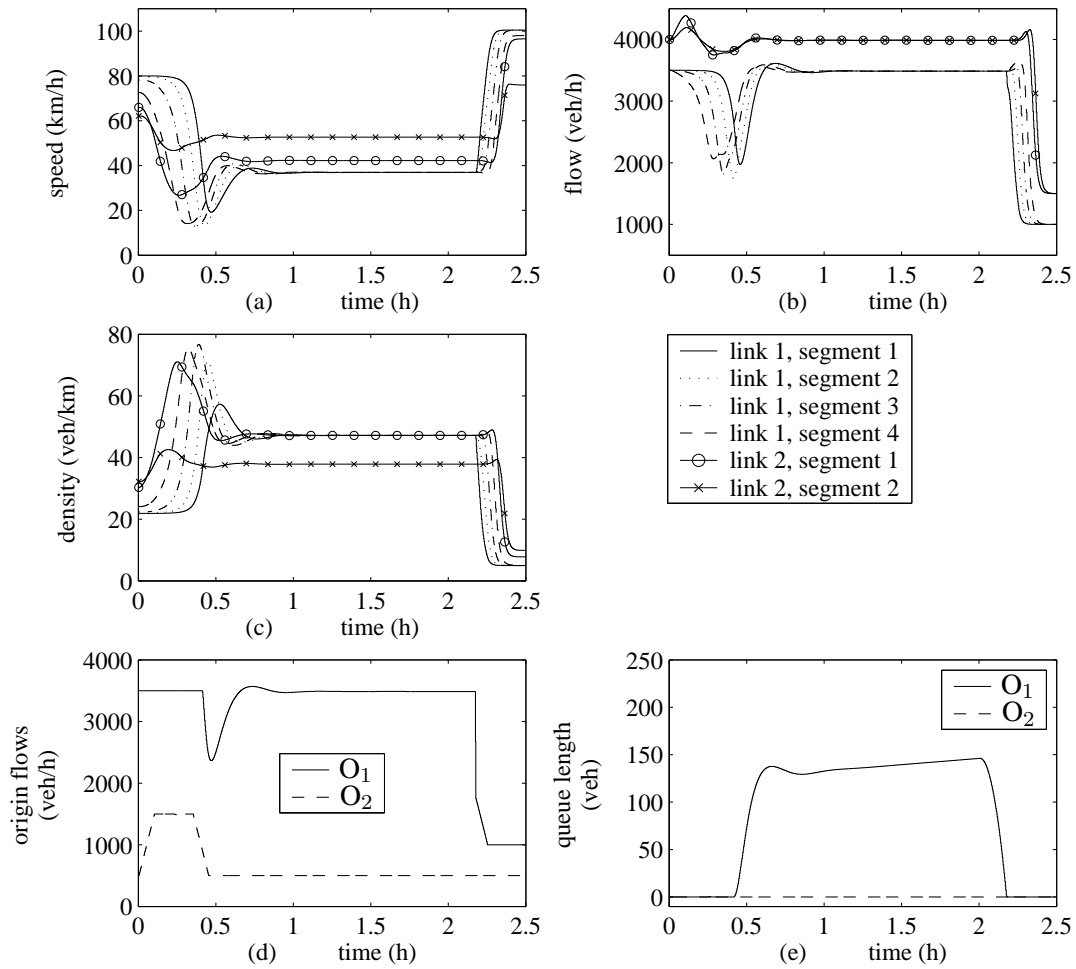 speed (km/h)
100
80
60
40
20
0
0
0.5
1
1.5
2
2.5
(a)
time (h)
flow (veh/h)
4000
3000
2000
1000
0
0.5
1
1.5
2
2.5
(b)
time (h)
density (veh/km)
80
60
40
20
0
0
0.5
1
1.5
2
2.5
(c)
time (h)
link 1, segment 1
link 1, segment 2
link 1, segment 3
link 1, segment 4
link 2, segment 1
link 2, segment 2
origin flows
(veh/h)
4000
3000
2000
1000
0
0
0.5
1
1.5
2
2.5
O1
O2
(d)
time (h)
queue length
(veh)
250
200
150
100
50
0
0
0.5
1
1.5
2
2.5
O1
O2
(e)
time (h)